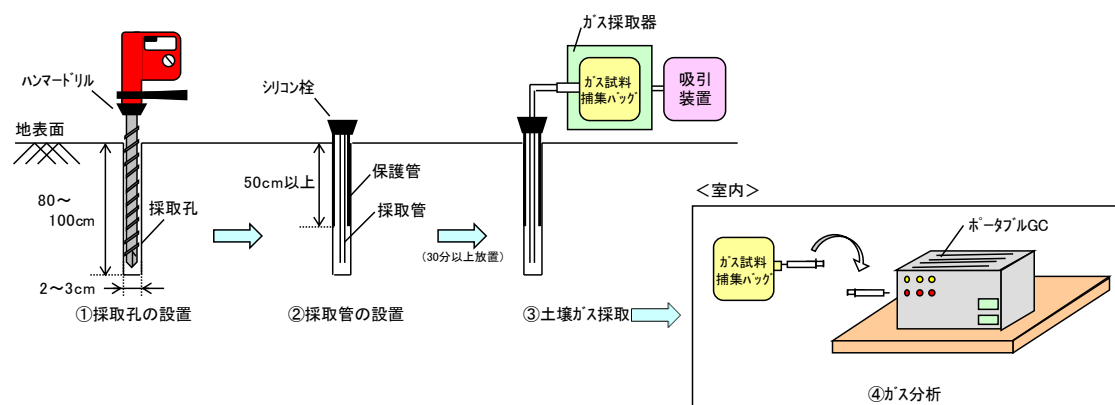 ﾊﾝﾏｰﾄﾞﾘﾙ
地表面
80～
100cm
採取孔
2～3cm
①採取孔の設置
ｼﾘｺﾝ栓
50cm以上
保護管
採取管
②採取管の設置
(30分以上放置)
ｶﾞｽ採取器
ｶﾞｽ試料
捕集ﾊﾞｯｸﾞ
吸引
装置
③土壌ｶﾞｽ採取
＜室内＞
ｶﾞｽ試料
捕集ﾊﾞｯｸﾞ
ﾎﾟｰﾀﾌﾞﾙGC
④ｶﾞｽ分析